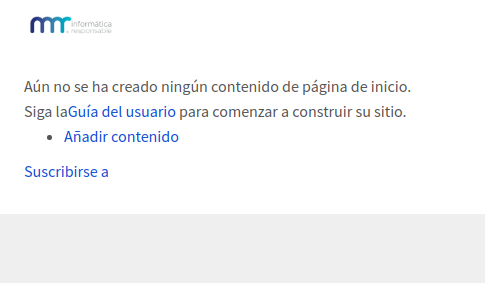 mmr informática
responsable
Aún no se ha creado ningún contenido de página de inicio.
Siga laGuía del usuario para comenzar a construir su sitio.
Añadir contenido
Suscribirse a